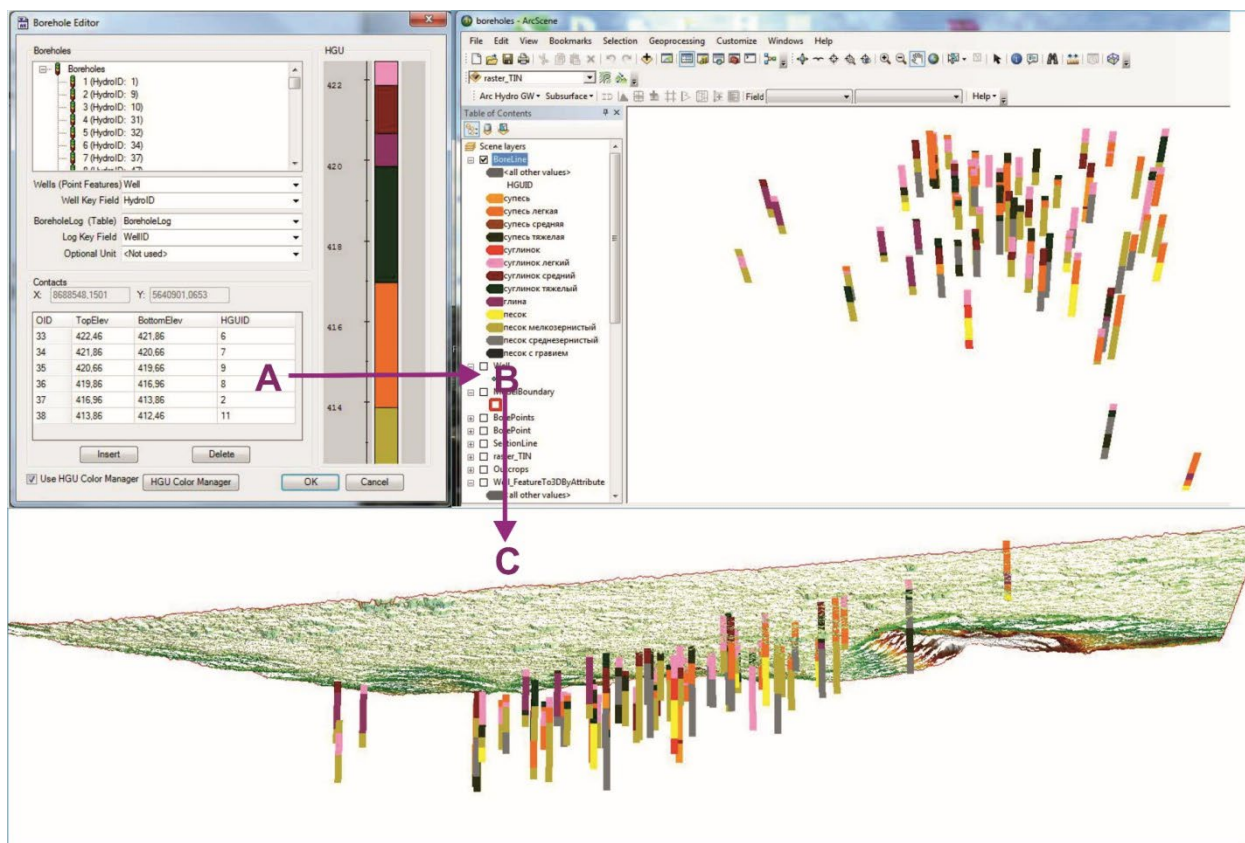 Borehole Editor
Boreholes
Boreholes
1 (HydroID: 1)
2 (HydroID: 9)
3 (HydroID: 10)
4 (HydroID: 31)
5 (HydroID: 32)
6 (HydroID: 34)
7 (HydroID: 37)
Wells (Point Features) Well
Well Key Field HydroID
BoreholeLog (Table) BoreholeLog
Log Key Field WellID
Optional Unit <Not used>
Contacts
X: 8688548,1501 Y: 5640901,0653
OID TopElev BottomElev HGUID
33 422,46 421,86 6
34 421,86 420,66 7
35 420,66 419,66 9
36 419,86 416,96 8
37 416,96 413,86 2
38 413,86 412,46 11
Insert Delete
Use HGU Color Manager HGU Color Manager OK Cancel
HGU
422
420
418
416
414
A
B
C
boreholes - ArcScene
File Edit View Bookmarks Selection Geoprocessing Customize Windows Help
raster_TIN
Arc Hydro GW Subsurface Field Help
Table Of Contents
Scene layers
BoreLine
<all other values>
HGUID
супесь
супесь легкая
супесь средняя
супесь тяжелая
суглинок
суглинок легкий
суглинок средний
суглинок тяжелый
глина
песок
песок мелкозернистый
песок среднезернистый
песок с гравием
Well
BorePoints
BorePoint
SectionLine
raster_TIN
Outcrops
Well_FeatureTo3DByAttribute
<all other values>